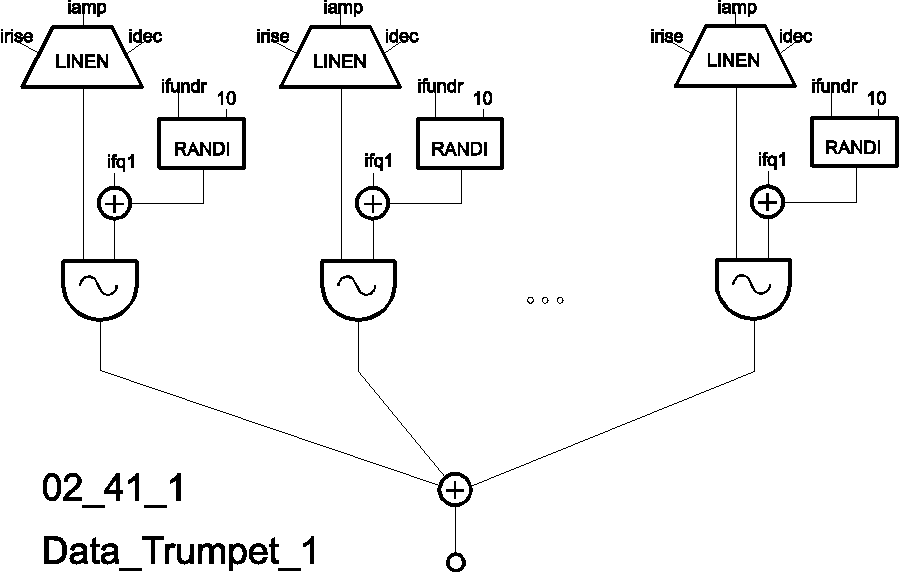 iamp iamp iamp
irise idec irise idec irise idec
LINEN LINEN LINEN
ifundr 10 ifundr 10 ifundr 10
RANDI RANDI RANDI
ifq1 ifq1 ifq1
02_41_1
Data_Trumpet_1